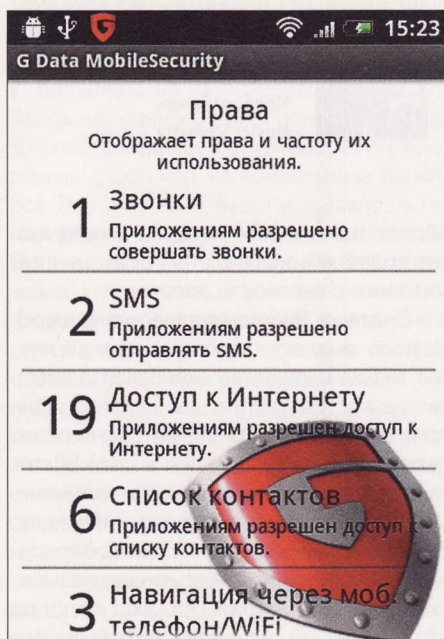 15:23
G Data MobileSecurity
Права
Отображает права и частоту их
использования.
1 Звонки
Приложениям разрешено
совершать звонки.
2 SMS
Приложениям разрешено
отправлять SMS.
19 Доступ к Интернету
Приложениям разрешен доступ к
Интернету.
6 Список контактов
Приложениям разрешен доступ к
списку контактов.
3 Навигация через моб.
телефон/WiFi